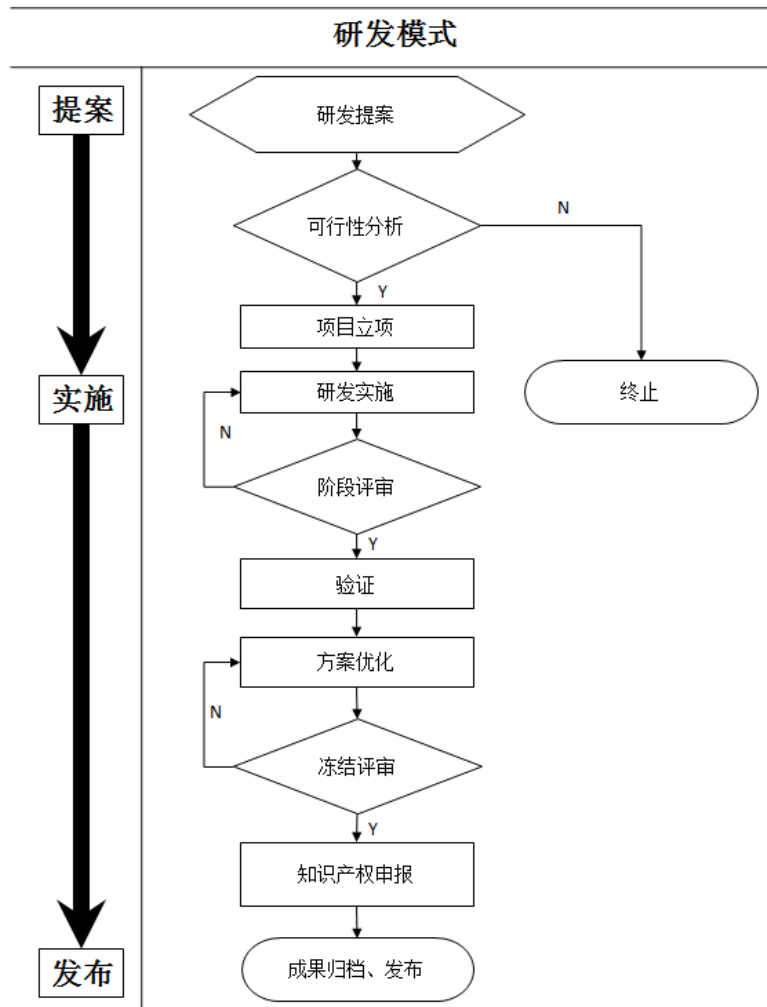 研发模式
提案
研发提案
可行性分析
N
Y
项目立项
实施
研发实施
终止
N
阶段评审
Y
验证
方案优化
N
冻结评审
Y
知识产权申报
发布
成果归档、发布